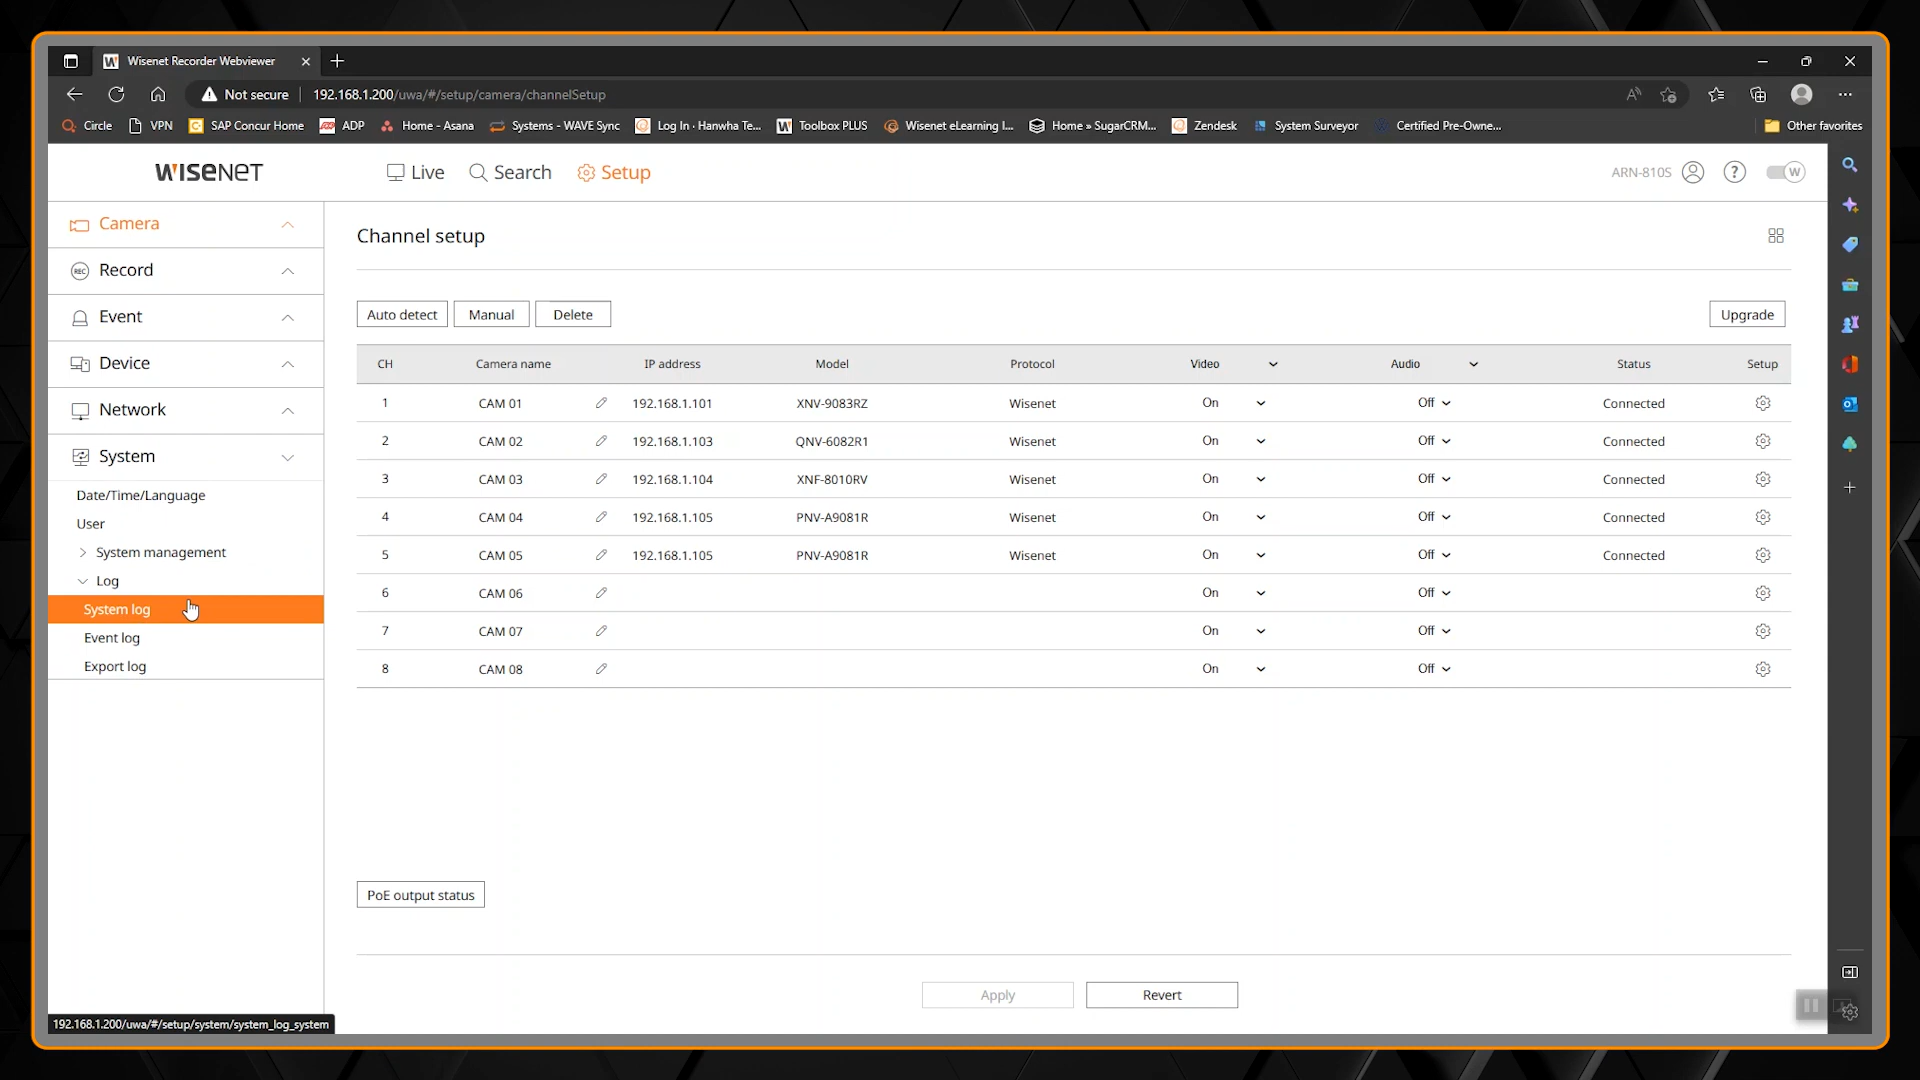 Wisenet Recorder Webviewer
Not secure 192.168.1.200/uwa/#/setup/camera/channelSetup
Circle VPN SAP Concur Home ADP Home - Asana Systems - WAVE Sync Log In · Hanwha Te... Toolbox PLUS Wisenet eLearning I... Home » SugarCRM... Zendesk System Surveyor Certified Pre-Owne... Other favorites
WISENET Live Search Setup ARN-810S ? W
Camera
REC Record
Event
Device
Network
System
Date/Time/Language
User
System management
Log
System log
Event log
Export log
Channel setup
Auto detect Manual Delete Upgrade
CH Camera name IP address Model Protocol Video Audio Status Setup
1 CAM 01 192.168.1.101 XNV-9083RZ Wisenet On Off Connected
2 CAM 02 192.168.1.103 QNV-6082R1 Wisenet On Off Connected
3 CAM 03 192.168.1.104 XNF-8010RV Wisenet On Off Connected
4 CAM 04 192.168.1.105 PNV-A9081R Wisenet On Off Connected
5 CAM 05 192.168.1.105 PNV-A9081R Wisenet On Off Connected
6 CAM 06 On Off
7 CAM 07 On Off
8 CAM 08 On Off
PoE output status
Apply Revert
192.168.1.200/uwa/#/setup/system/system_log_system